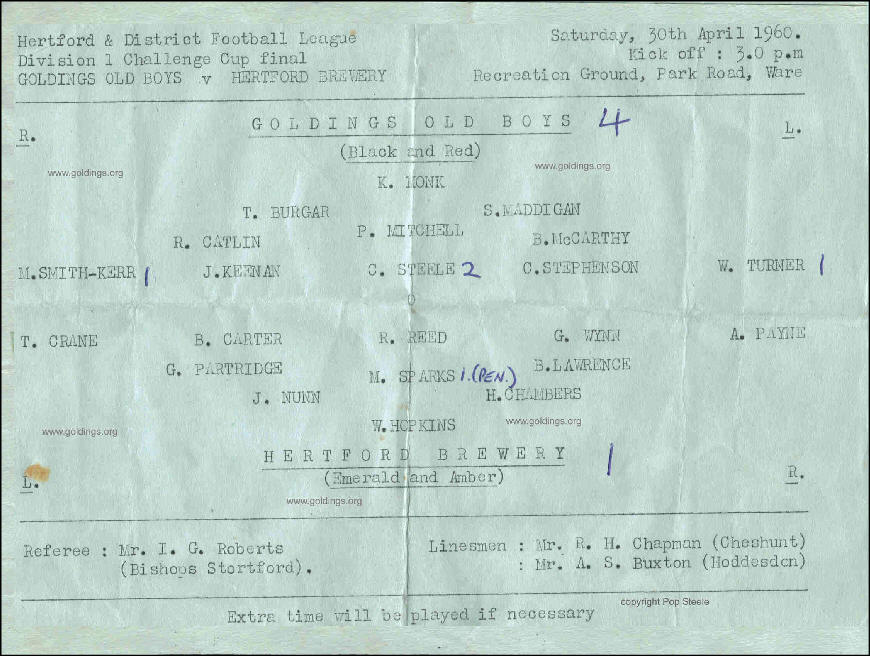 Hertford & District Football League
Saturday, 30th April 1960.
Division 1 Challenge Cup final
Kick off : 3.0 p.m
GOLDINGS OLD BOYS v HERTFORD BREWERY
Recreation Ground, Park Road, Ware
R. GOLDINGS OLD BOYS 4 L.
(Black and Red)
www.goldings.org www.goldings.org
K. MONK
T. BURGAR S.MADDIGAN
R. CATLIN P. MITCHELL B.McCARTHY
M.SMITH-KERR 1 J.KEENAN C. STEELE 2 C.STEPHENSON W. TURNER 1
O
T. CRANE B. CARTER R. REED G. WYNN A. PAYNE
G. PARTRIDGE M. SPARKS 1.(PEN.) B.LAWRENCE
J. NUNN H.CHAMBERS
W.HOPKINS
www.goldings.org www.goldings.org
HERTFORD BREWERY 1
L. (Emerald and Amber) R.
www.goldings.org
Referee : Mr. I. G. Roberts Linesmen : Mr. R. H. Chapman (Cheshunt)
(Bishops Stortford). : Mr. A. S. Buxton (Hoddesdon)
copyright Pop Steele
Extra time will be played if necessary